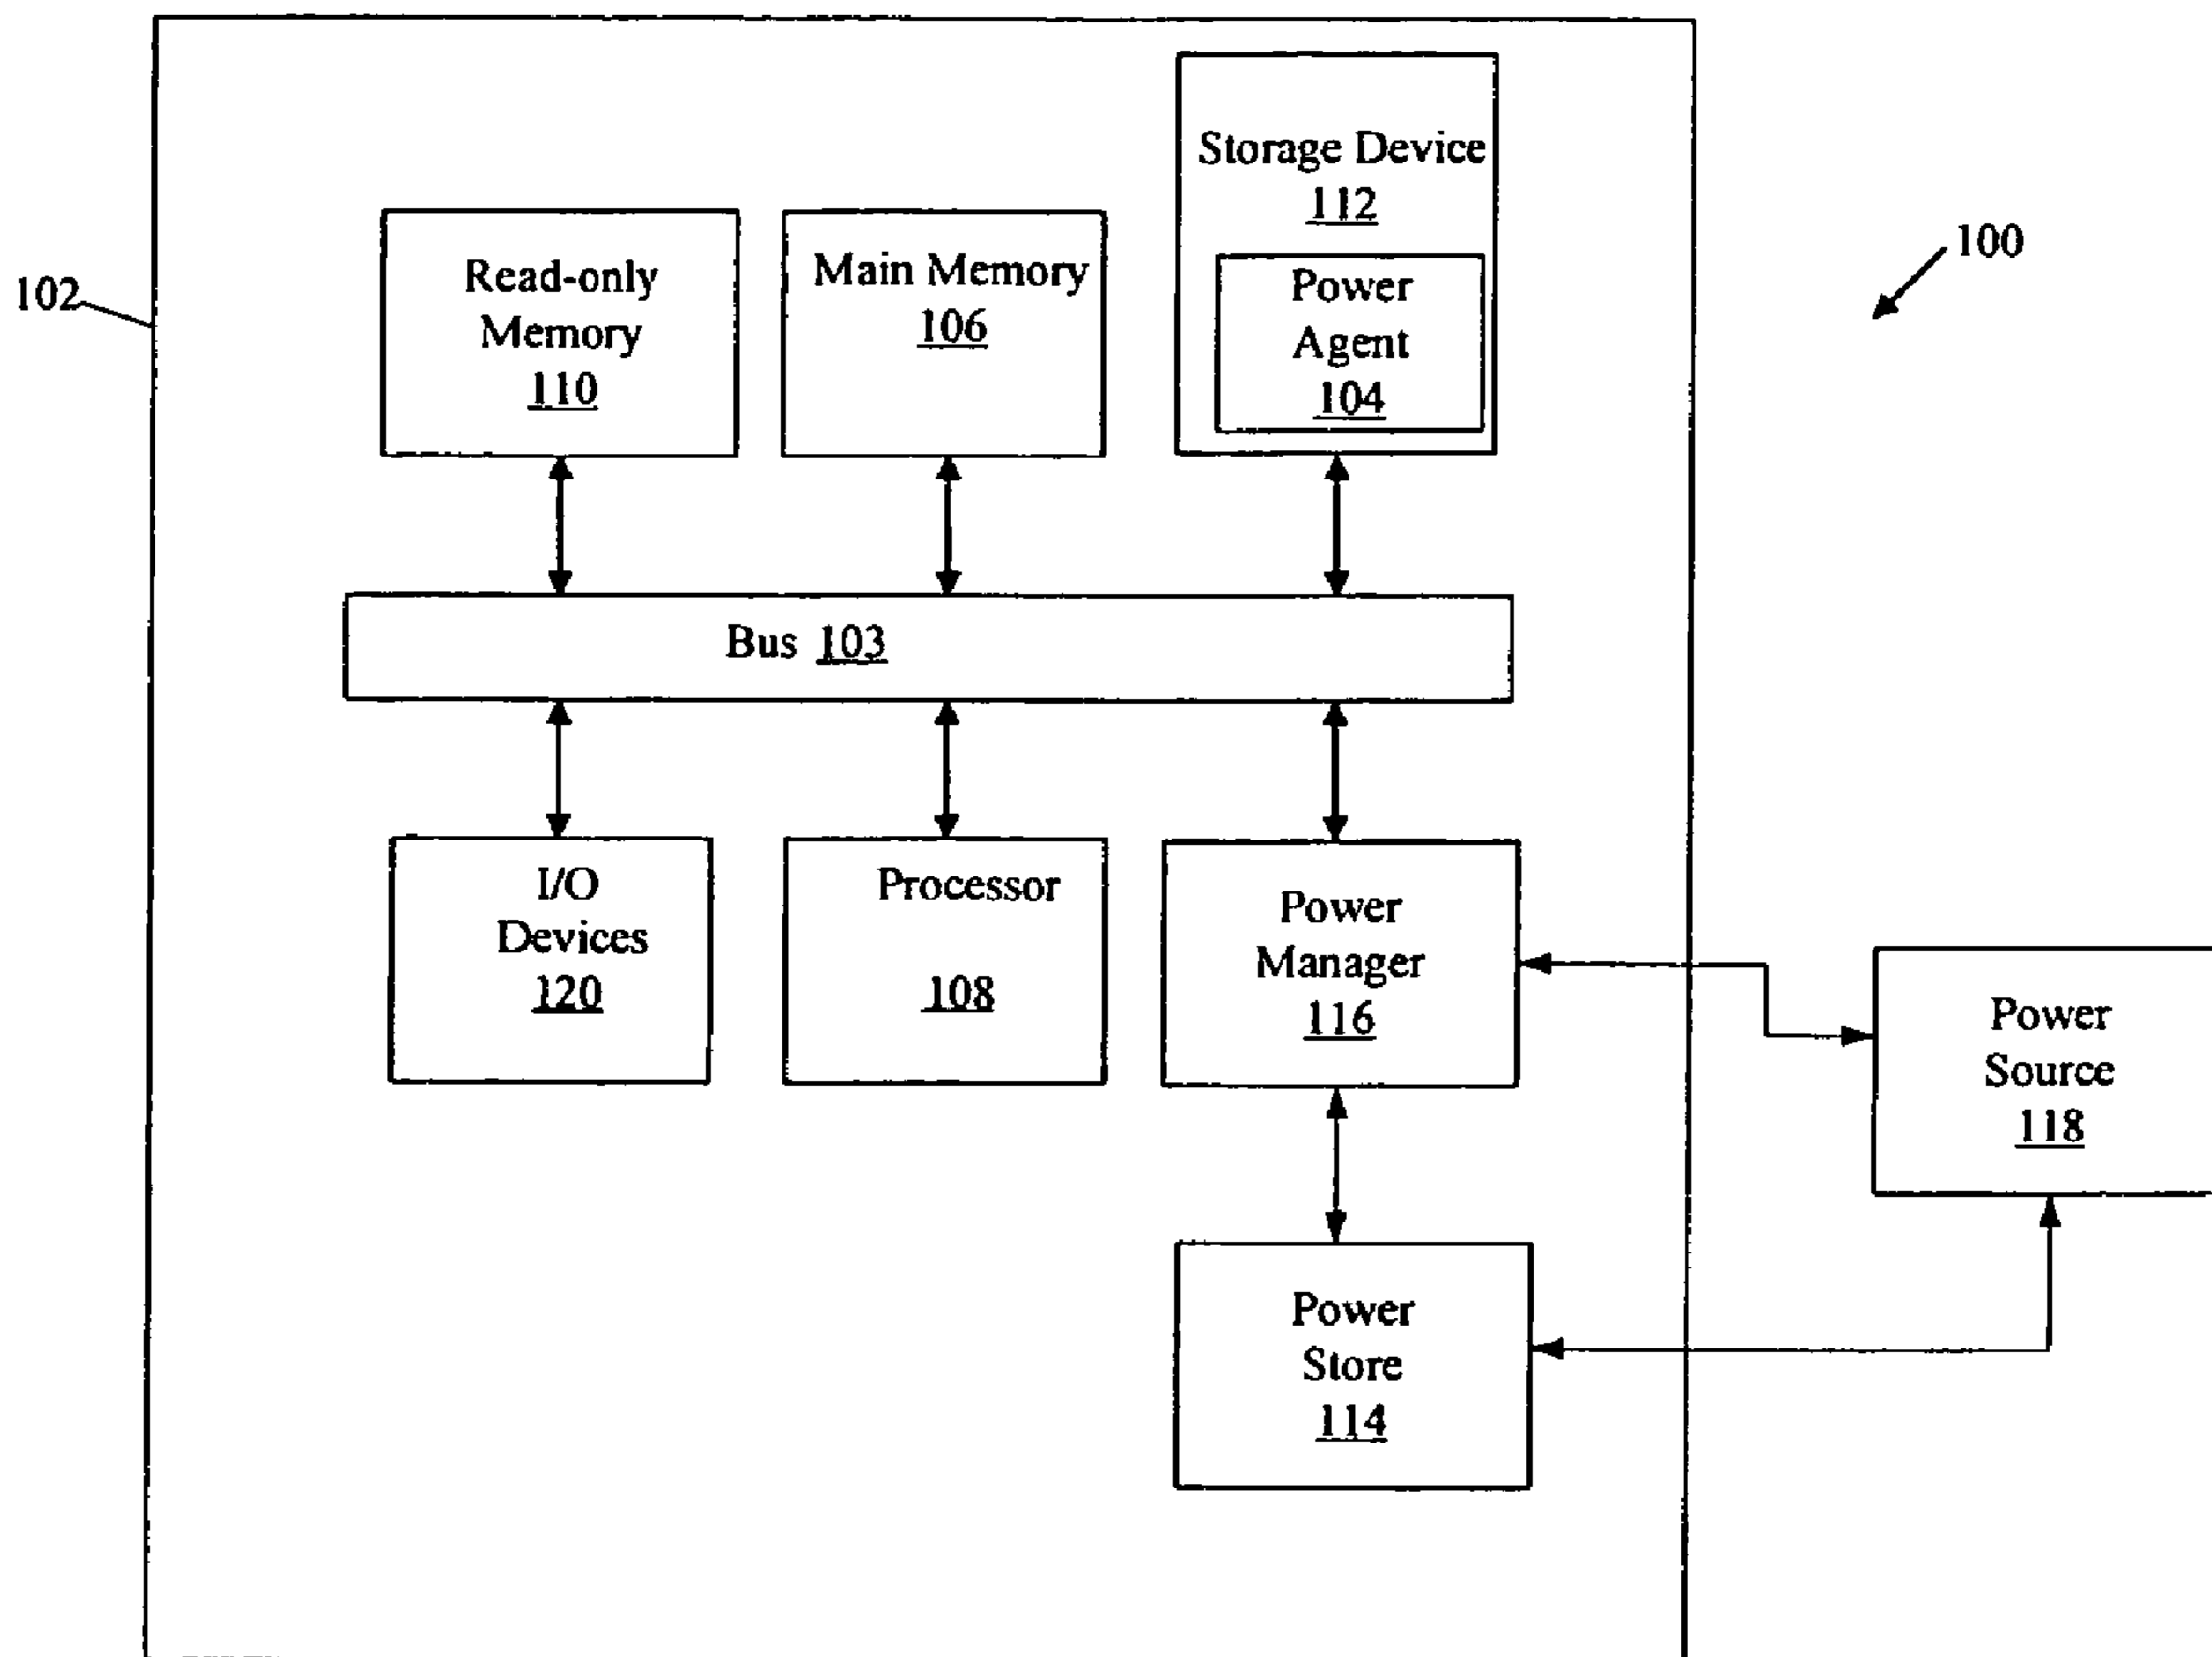 Storage Device
112
Power
Agent
104
Read-only
Memory
110
Main Memory
106
100
102
Bus 103
I/O
Devices
120
Processor
108
Power
Manager
116
Power
Source
118
Power
Store
114